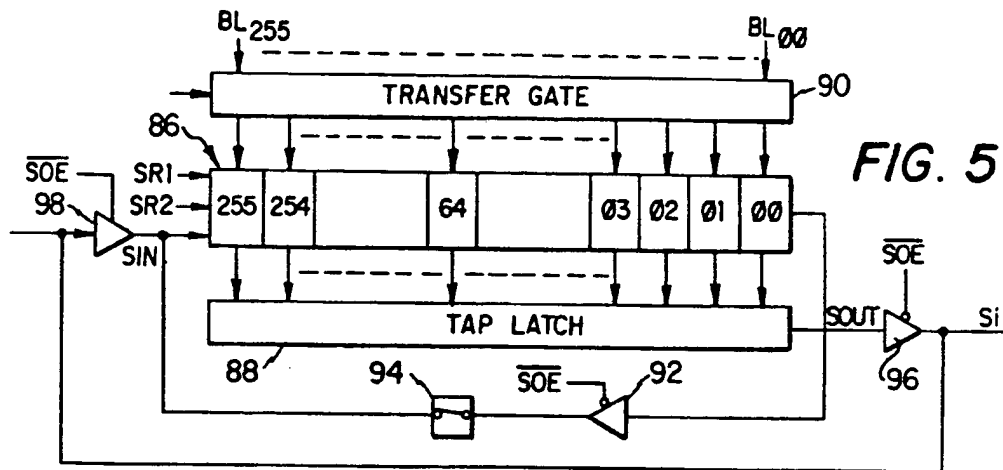 BL255 BL00
TRANSFER GATE 90
86
FIG. 5
SOE
98
SR1
SR2
SIN
255 254 64 03 02 01 00
SOE
TAP LATCH
SOUT
Si
96
88
94
SOE
92